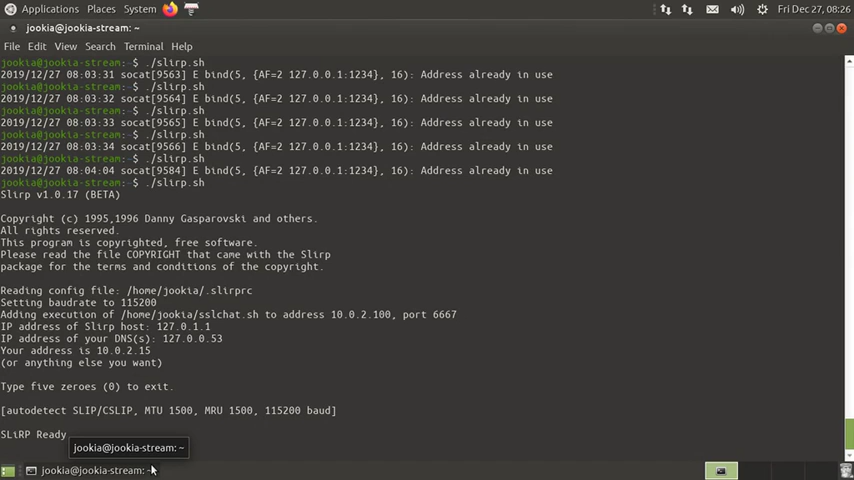 Applications Places System Fri Dec 27, 08:26
jookia@jookia-stream: ~
File Edit View Search Terminal Help
jookia@jookia-stream:~$ ./slirp.sh
2019/12/27 08:03:31 socat[9563] E bind(5, {AF=2 127.0.0.1:1234}, 16): Address already in use
jookia@jookia-stream:~$ ./slirp.sh
2019/12/27 08:03:32 socat[9564] E bind(5, {AF=2 127.0.0.1:1234}, 16): Address already in use
jookia@jookia-stream:~$ ./slirp.sh
2019/12/27 08:03:33 socat[9565] E bind(5, {AF=2 127.0.0.1:1234}, 16): Address already in use
jookia@jookia-stream:~$ ./slirp.sh
2019/12/27 08:03:34 socat[9566] E bind(5, {AF=2 127.0.0.1:1234}, 16): Address already in use
jookia@jookia-stream:~$ ./slirp.sh
2019/12/27 08:04:04 socat[9584] E bind(5, {AF=2 127.0.0.1:1234}, 16): Address already in use
jookia@jookia-stream:~$ ./slirp.sh
Slirp v1.0.17 (BETA)
Copyright (c) 1995,1996 Danny Gasparovski and others.
All rights reserved.
This program is copyrighted, free software.
Please read the file COPYRIGHT that came with the Slirp
package for the terms and conditions of the copyright.
Reading config file: /home/jookia/.slirprc
Setting baudrate to 115200
Adding execution of /home/jookia/sslchat.sh to address 10.0.2.100, port 6667
IP address of Slirp host: 127.0.1.1
IP address of your DNS(s): 127.0.0.53
Your address is 10.0.2.15
(or anything else you want)
Type five zeroes (0) to exit.
[autodetect SLIP/CSLIP, MTU 1500, MRU 1500, 115200 baud]
SLiRP Ready
jookia@jookia-stream: ~
jookia@jookia-stream: ~